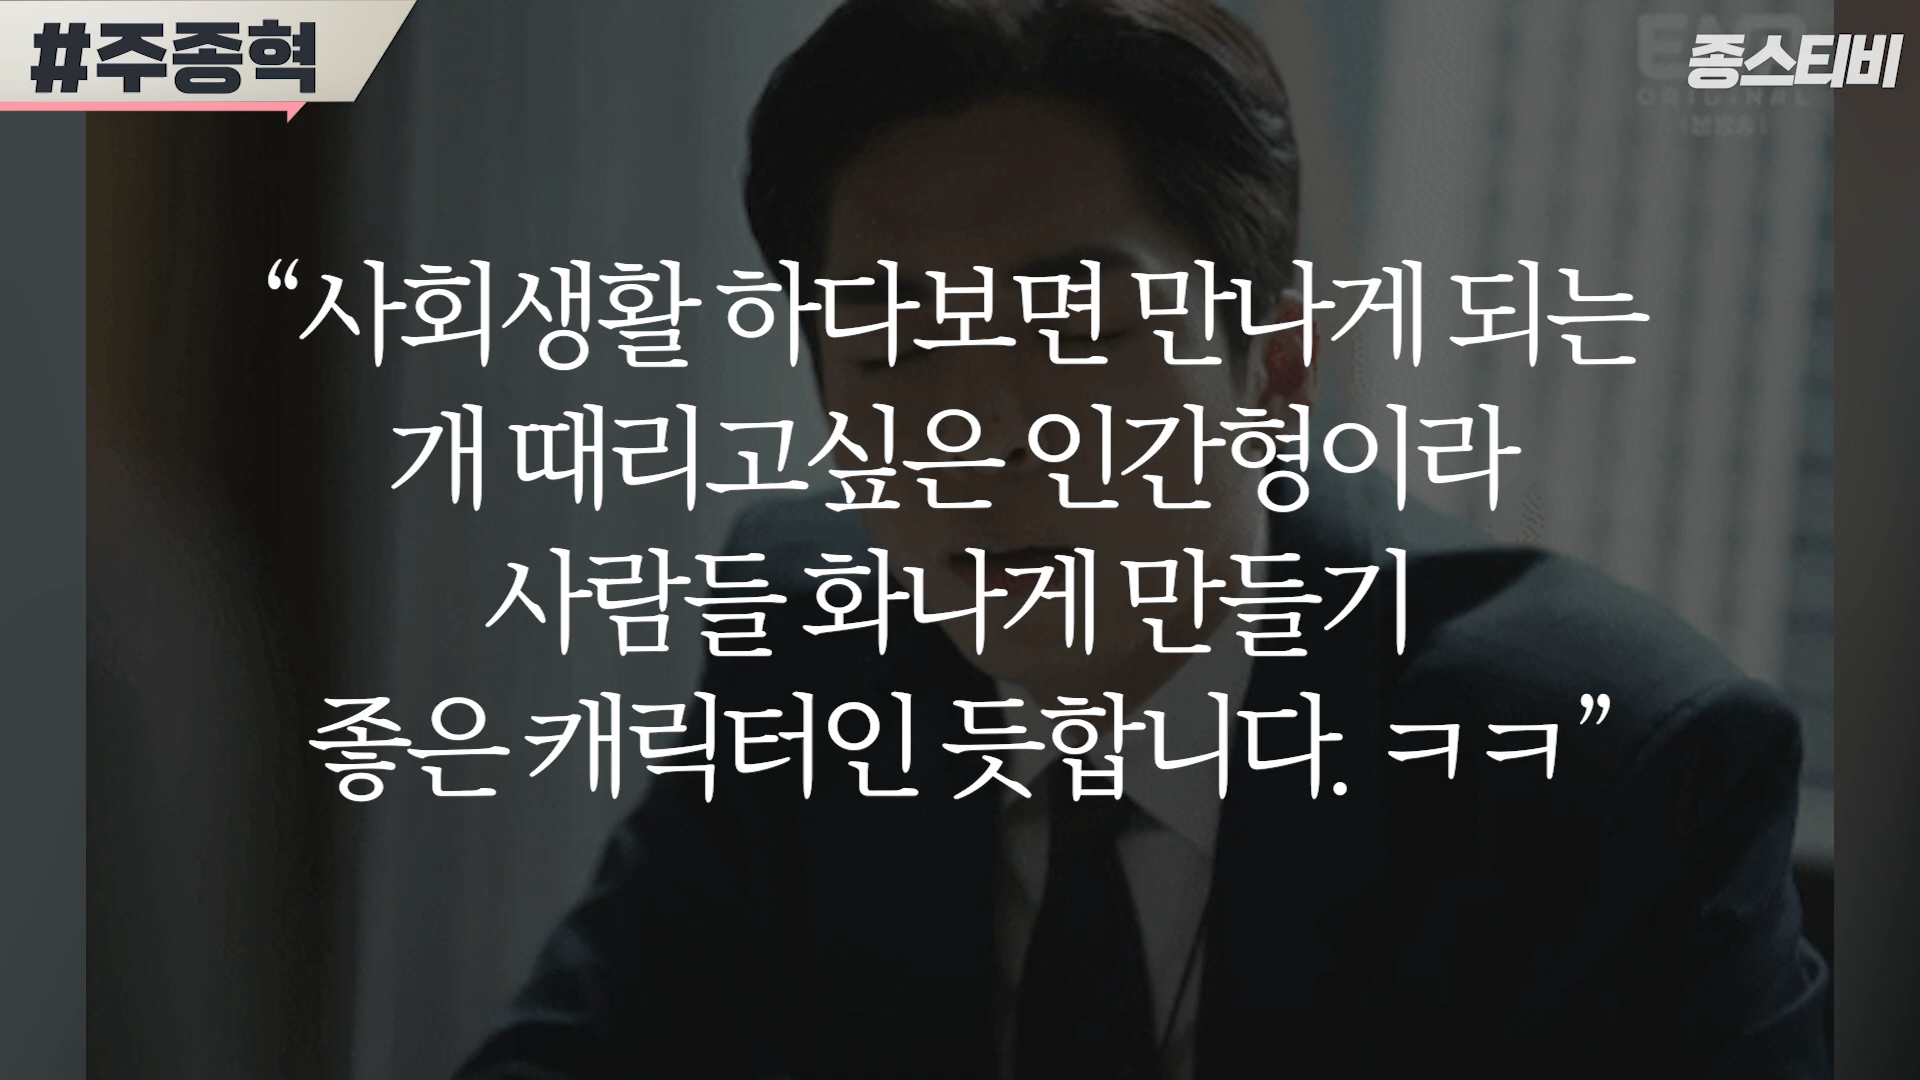 #주종혁
종스티비
ORIGINAL
“사회생활 하다보면 만나게 되는
개 때리고싶은 인간형이라
사람들 화나게 만들기
좋은 캐릭터인 듯합니다. ㅋㅋ”